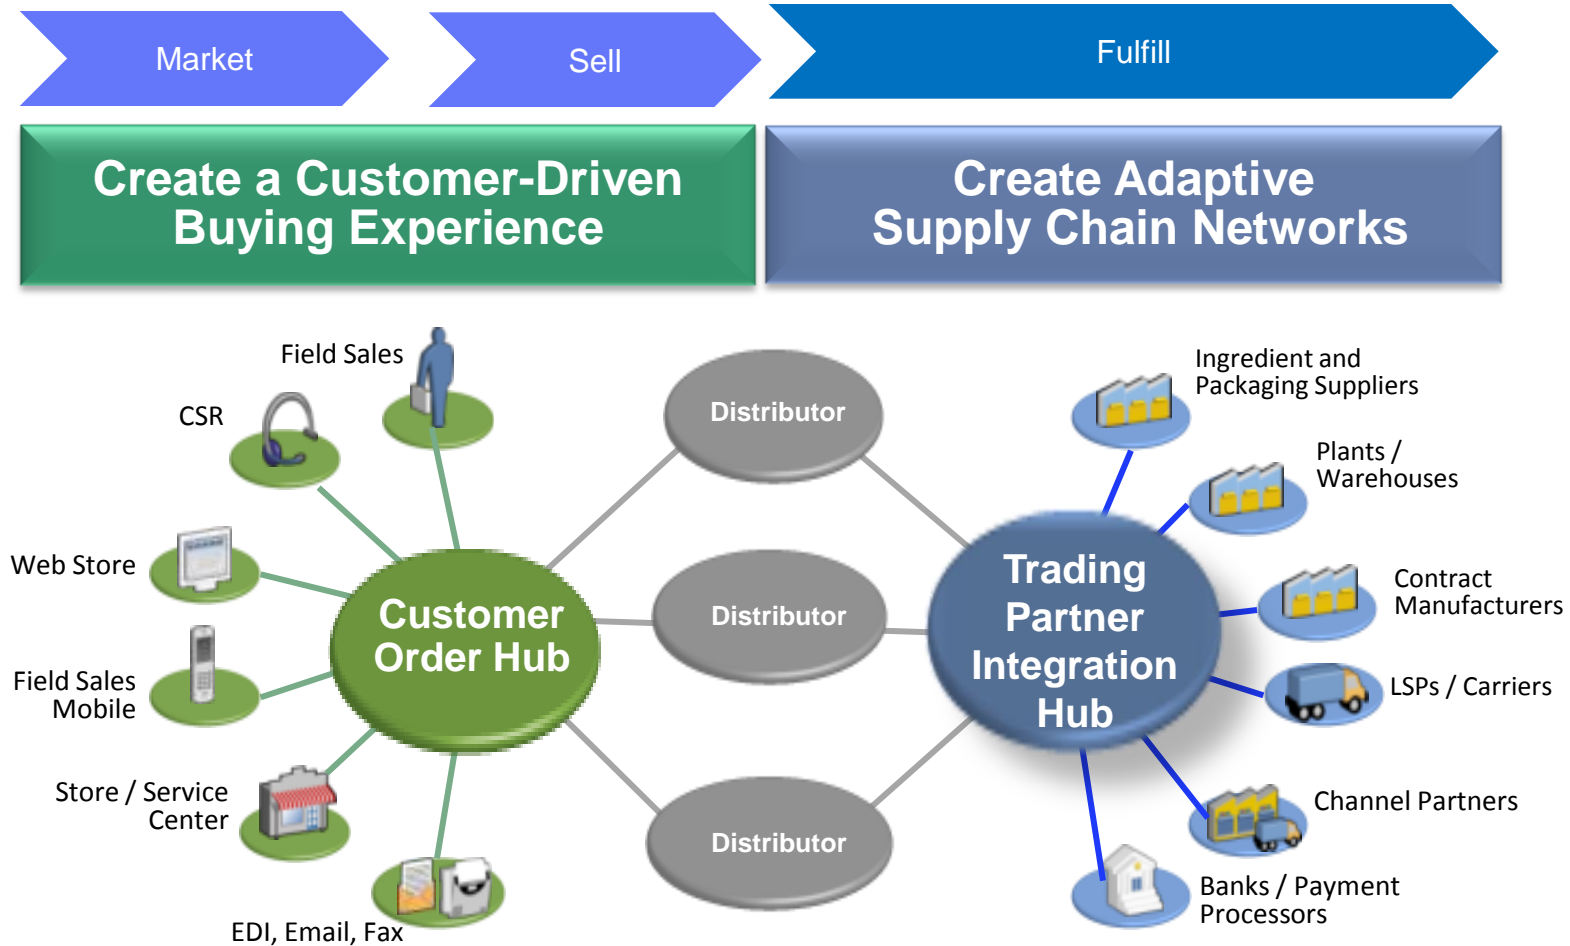 Market
Sell
Fulfill
Create a Customer-Driven
Buying Experience
Create Adaptive
Supply Chain Networks
Field Sales
CSR
Web Store
Field Sales
Mobile
Store / Service
Center
EDI, Email, Fax
Customer
Order Hub
Distributor
Distributor
Distributor
Trading
Partner
Integration
Hub
Ingredient and
Packaging Suppliers
Plants /
Warehouses
Contract
Manufacturers
LSPs / Carriers
Channel Partners
Banks / Payment
Processors